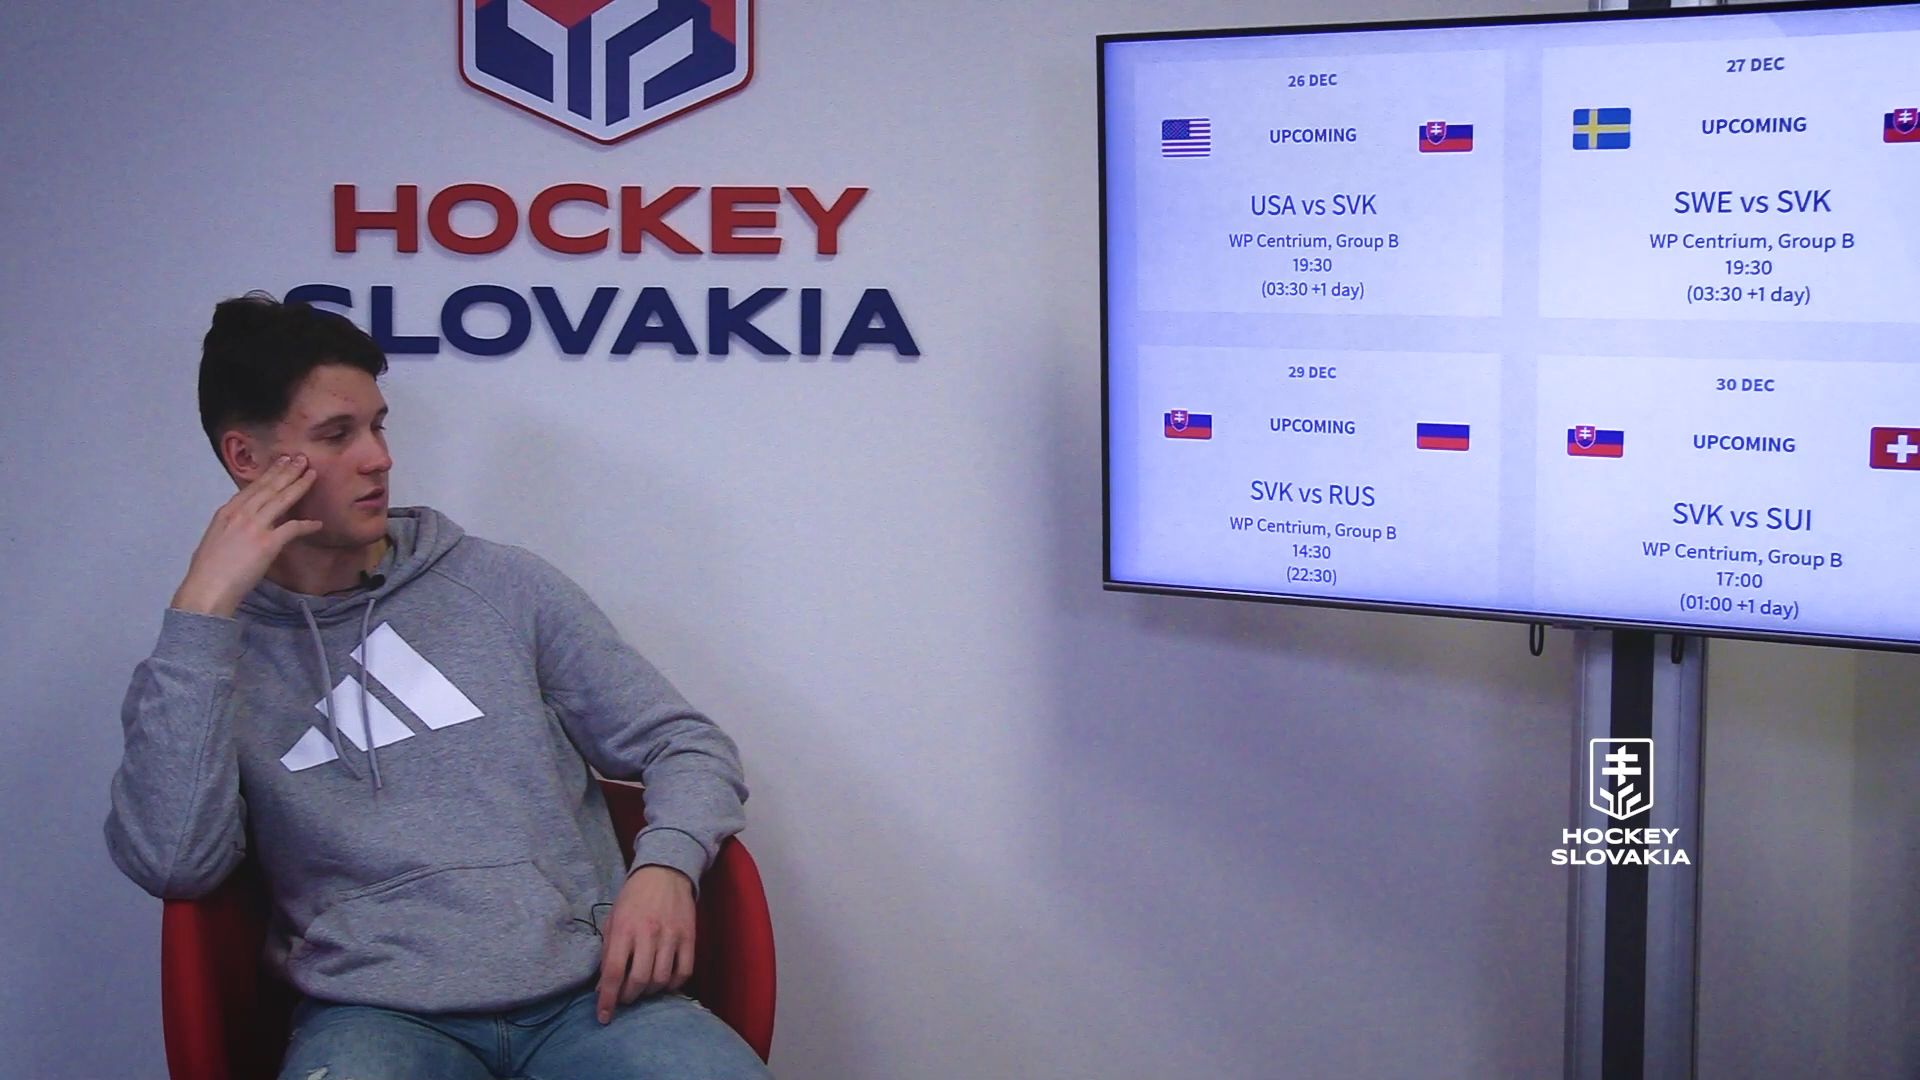 HOCKEY
SLOVAKIA
26 DEC
UPCOMING
USA vs SVK
WP Centrium, Group B
19:30
(03:30 +1 day)
27 DEC
UPCOMING
SWE vs SVK
WP Centrium, Group B
19:30
(03:30 +1 day)
29 DEC
UPCOMING
SVK vs RUS
WP Centrium, Group B
14:30
(22:30)
30 DEC
UPCOMING
SVK vs SUI
WP Centrium, Group B
17:00
(01:00 +1 day)
HOCKEY
SLOVAKIA